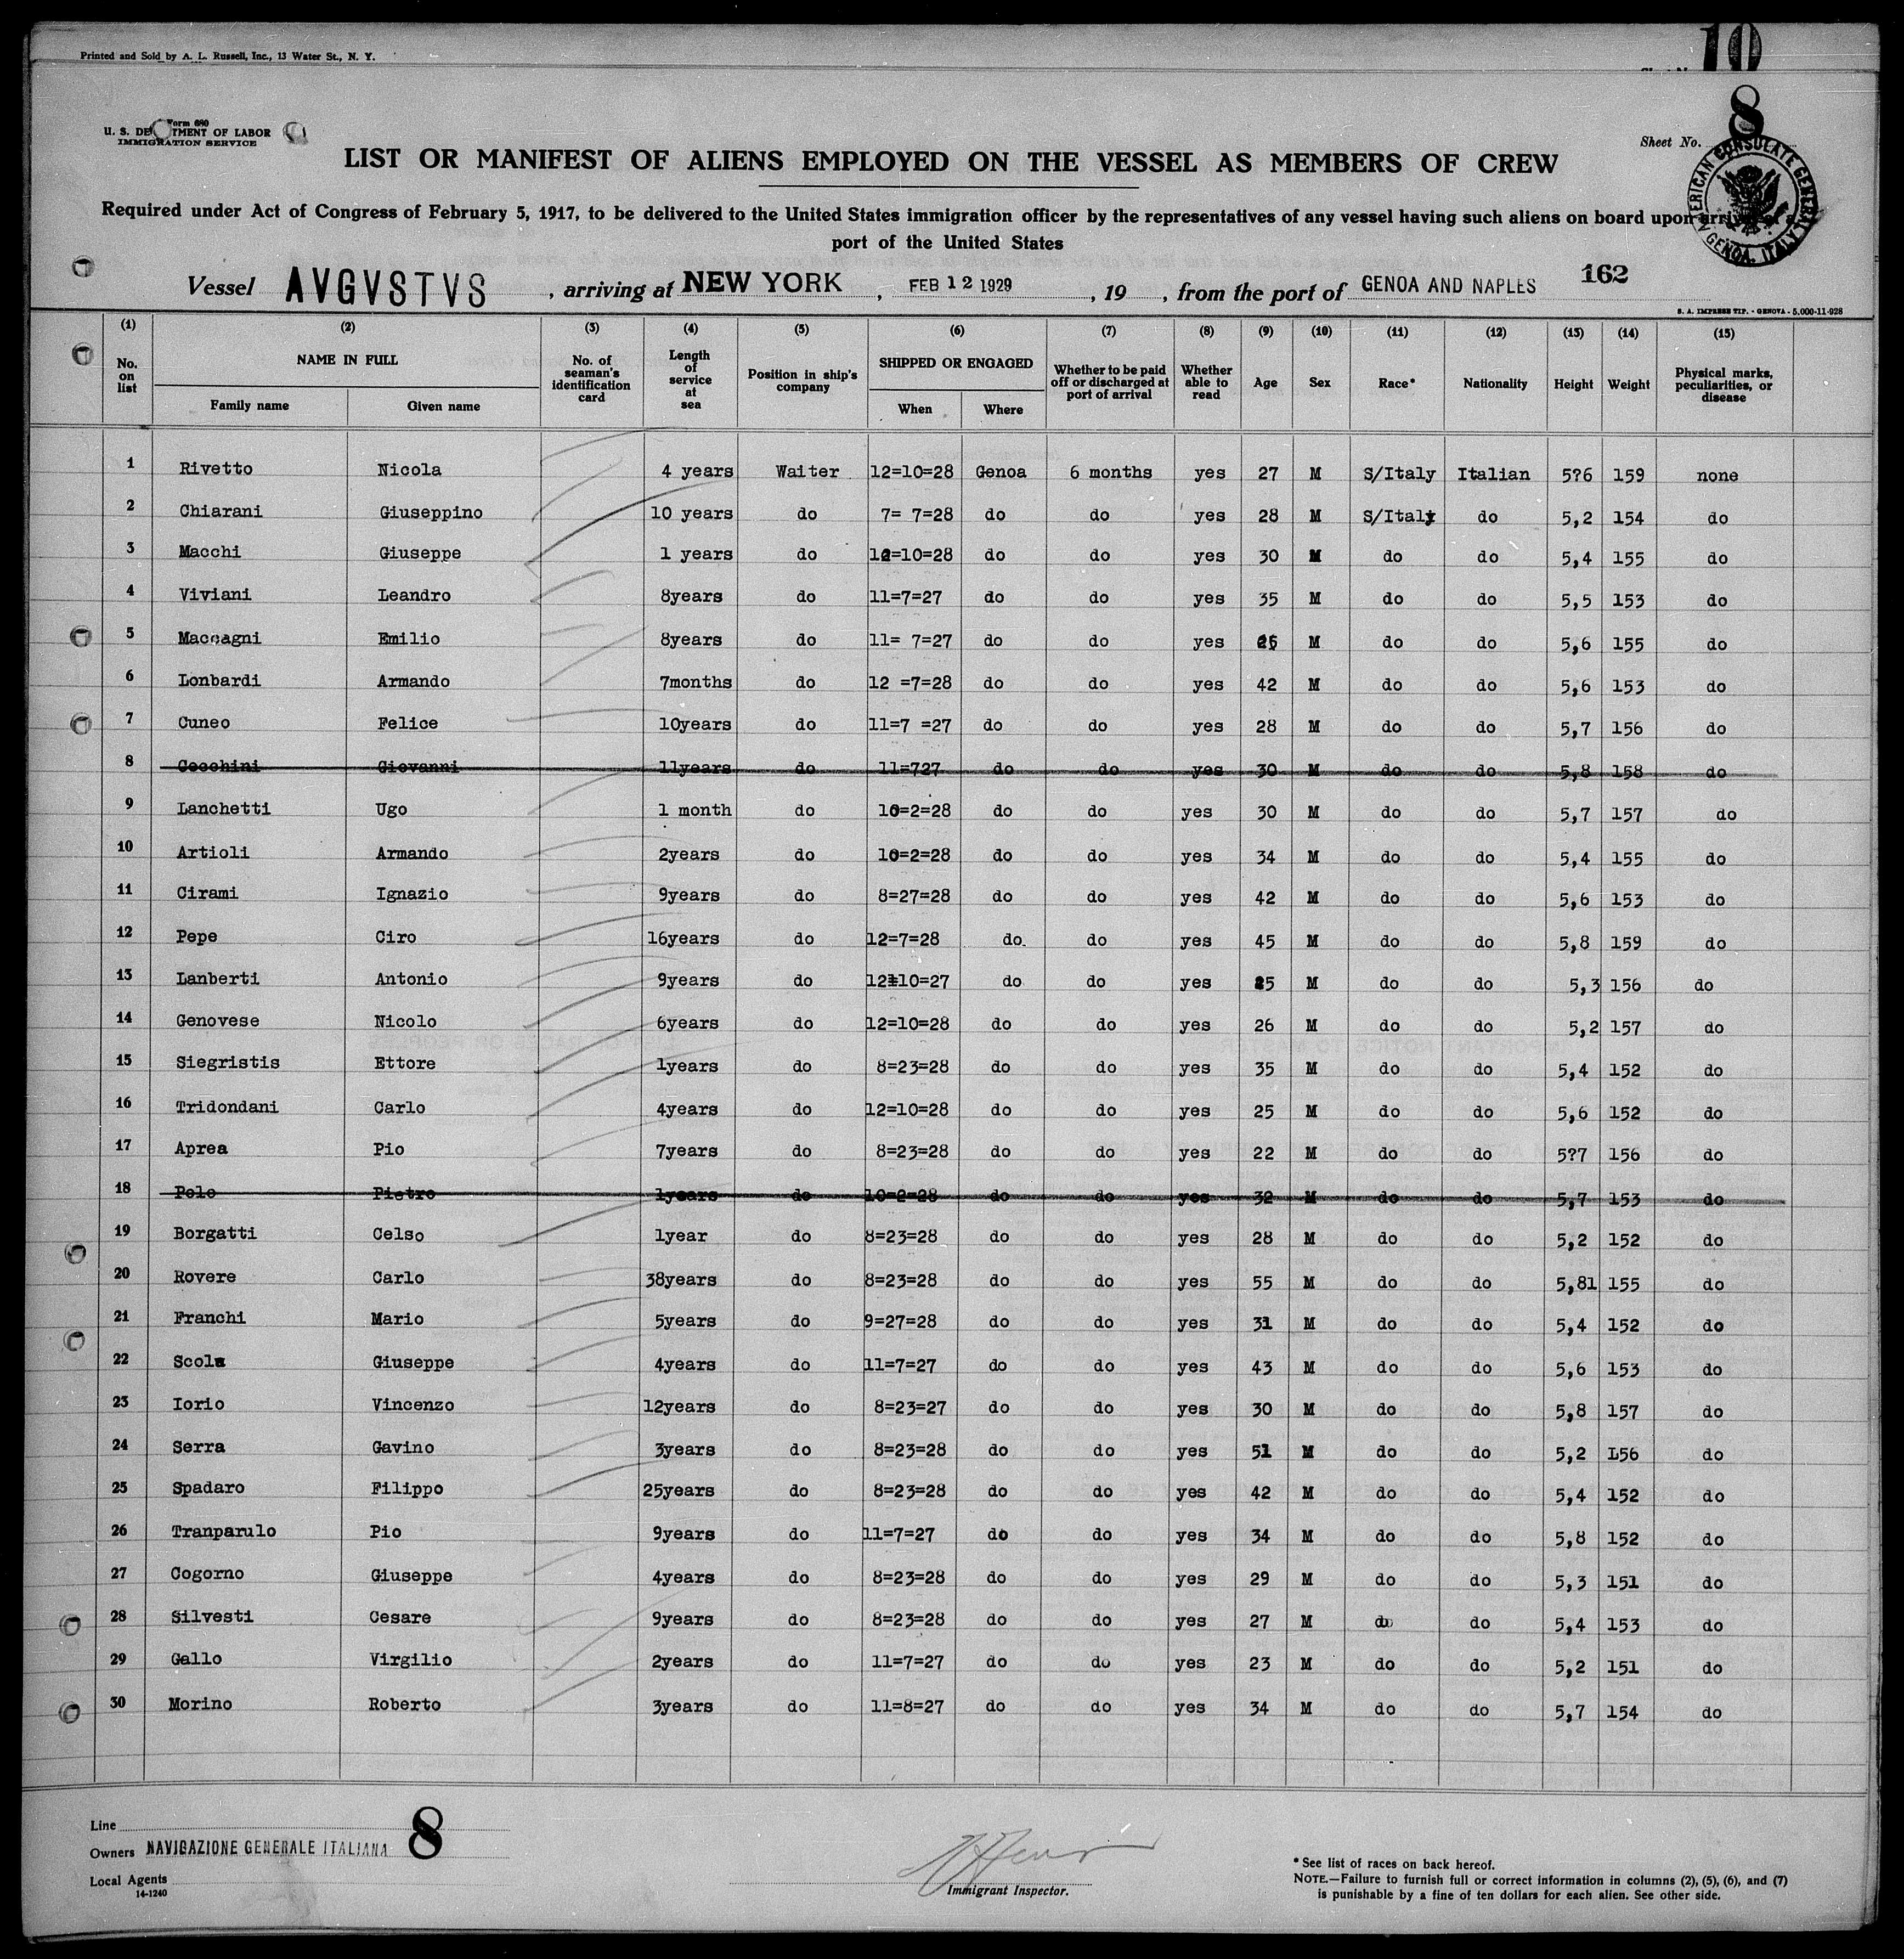 Printed and Sold by A. L. Russell, Inc., 13 Water St., N. Y.
10
Form 680
U. S. DE TMENT OF LABOR
IMMIGRATION SERVICE
Sheet No. 8
AMERICAN CONSULATE GENERAL GENOA, ITALY
LIST OR MANIFEST OF ALIENS EMPLOYED ON THE VESSEL AS MEMBERS OF CREW
Required under Act of Congress of February 5, 1917, to be delivered to the United States immigration officer by the representatives of any vessel having such aliens on board upon arrival at a
port of the United States
Vessel AVGVSTVS, arriving at NEW YORK, FEB 12 1929, 19 , from the port of GENOA AND NAPLES 162
S. A. IMPRESE TIP. - GENOVA - 5.000-11-928
(1) (2) (3) (4) (5) (6) (7) (8) (9) (10) (11) (12) (13) (14) (15)
No. on list NAME IN FULL Family name Given name No. of seaman's identification card Length of service at sea Position in ship's company SHIPPED OR ENGAGED When Where Whether to be paid off or discharged at port of arrival Whether able to read Age Sex Race* Nationality Height Weight Physical marks, peculiarities, or disease
1 Rivetto Nicola 4 years Waiter 12=10=28 Genoa 6 months yes 27 M S/Italy Italian 5?6 159 none
2 Chiarani Giuseppino 10 years do 7= 7=28 do do yes 28 M S/Italy do 5,2 154 do
3 Macchi Giuseppe 1 years do 12=10=28 do do yes 30 M do do 5,4 155 do
4 Viviani Leandro 8years do 11=7=27 do do yes 35 M do do 5,5 153 do
5 Maccagni Emilio 8years do 11= 7=27 do do yes 26 M do do 5,6 155 do
6 Lonbardi Armando 7months do 12 =7=28 do do yes 42 M do do 5,6 153 do
7 Cuneo Felice 10years do 11=7 =27 do do yes 28 M do do 5,7 156 do
8 Cecchini Giovanni 11years do 11=727 do do yes 30 M do do 5,8 158 do
9 Lanchetti Ugo 1 month do 10=2=28 do do yes 30 M do do 5,7 157 do
10 Artioli Armando 2years do 10=2=28 do do yes 34 M do do 5,4 155 do
11 Cirami Ignazio 9years do 8=27=28 do do yes 42 M do do 5,6 153 do
12 Pepe Ciro 16years do 12=7=28 do. do yes 45 M do do 5,8 159 do
13 Lanberti Antonio 9years do 12=10=27 do do yes 25 M do do 5,3 156 do
14 Genovese Nicolo 6years do 12=10=28 do do yes 26 M do do 5,2 157 do
15 Siegristis Ettore 1years do 8=23=28 do do yes 35 M do do 5,4 152 do
16 Tridondani Carlo 4years do 12=10=28 do do yes 25 M do do 5,6 152 do
17 Aprea Pio 7years do 8=23=28 do do yes 22 M do do 5?7 156 do
18 Polo Pietro 1years do 10=2=28 do do yes 32 M do do 5,7 153 do
19 Borgatti Celso 1year do 8=23=28 do do yes 28 M do do 5,2 152 do
20 Rovere Carlo 38years do 8=23=28 do do yes 55 M do do 5,81 155 do
21 Franchi Mario 5years do 9=27=28 do do yes 31 M do do 5,4 152 do
22 Scola Giuseppe 4years do 11=7=27 do do yes 43 M do do 5,6 153 do
23 Iorio Vincenzo 12years do 8=23=27 do do yes 30 M do do 5,8 157 do
24 Serra Gavino 3years do 8=23=28 do do yes 51 M do do 5,2 156 do
25 Spadaro Filippo 25years do 8=23=28 do do yes 42 M do do 5,4 152 do
26 Tranparulo Pio 9years do 11=7=27 do do yes 34 M do do 5,8 152 do
27 Cogorno Giuseppe 4years do 8=23=28 do do yes 29 M do do 5,3 151 do
28 Silvesti Cesare 9years do 8=23=28 do do yes 27 M do do 5,4 153 do
29 Gallo Virgilio 2years do 11=7=27 do do yes 23 M do do 5,2 151 do
30 Morino Roberto 3years do 11=8=27 do do yes 34 M do do 5,7 154 do
Line
Owners NAVIGAZIONE GENERALE ITALIANA 8
Local Agents
14-1240
Immigrant Inspector.
*See list of races on back hereof.
NOTE.—Failure to furnish full or correct information in columns (2), (5), (6), and (7)
is punishable by a fine of ten dollars for each alien. See other side.